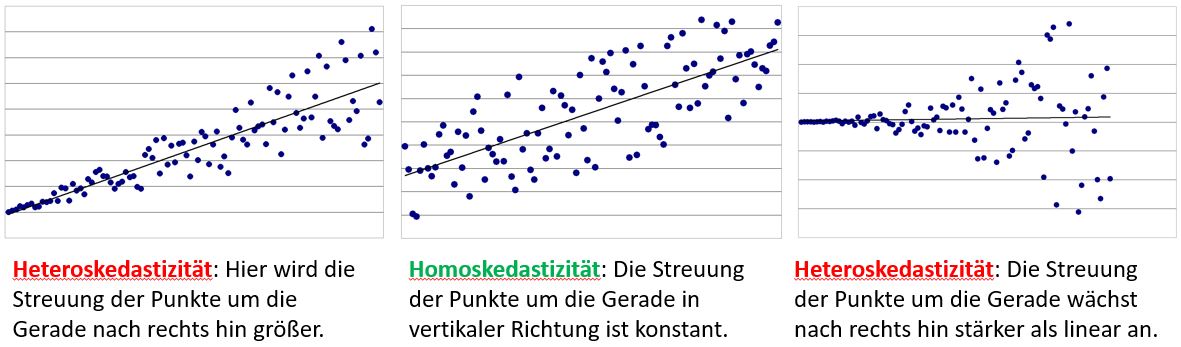 Heteroskedastizität: Hier wird die
Streuung der Punkte um die
Gerade nach rechts hin größer.
Homoskedastizität: Die Streuung
der Punkte um die Gerade in
vertikaler Richtung ist konstant.
Heteroskedastizität: Die Streuung
der Punkte um die Gerade wächst
nach rechts hin stärker als linear an.